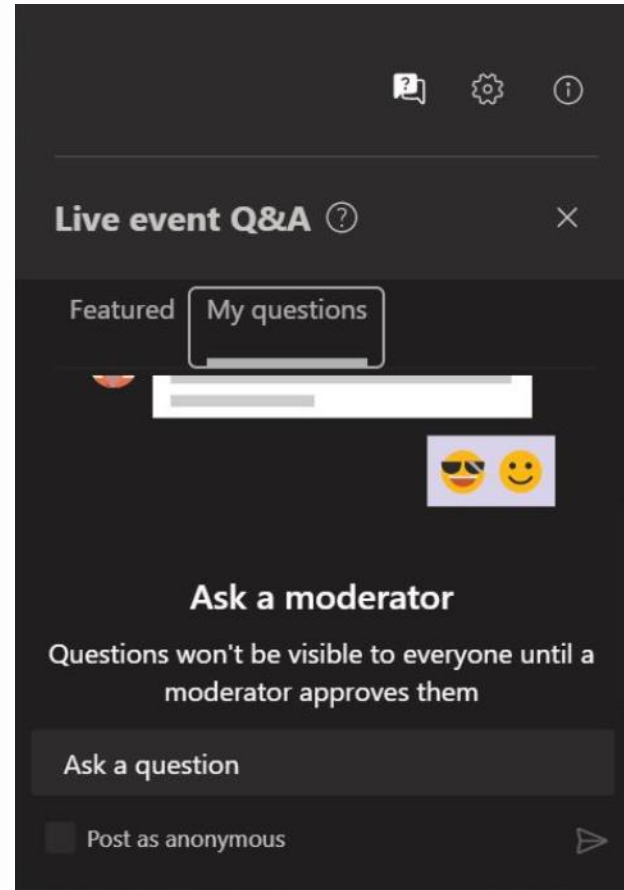 Live event Q&A
Featured My questions
Ask a moderator
Questions won't be visible to everyone until a
moderator approves them
Ask a question
Post as anonymous